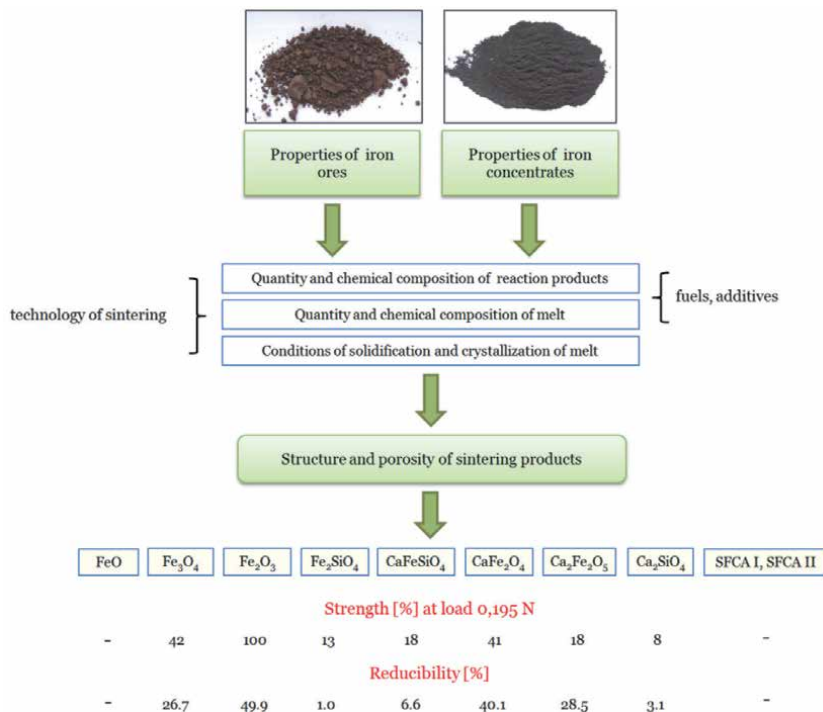 Properties of iron
ores
Properties of iron
concentrates
Quantity and chemical composition of reaction products
technology of sintering
fuels, additives
Quantity and chemical composition of melt
Conditions of solidification and crystallization of melt
Structure and porosity of sintering products
FeO Fe₃O₄ Fe₂O₃ Fe₂SiO₄ CaFeSiO₄ CaFe₂O₄ Ca₂Fe₂O₅ Ca₂SiO₄ SFCA I, SFCA II
Strength [%] at load 0,195 N
– 42 100 13 18 41 18 8 –
Reducibility [%]
– 26.7 49.9 1.0 6.6 40.1 28.5 3.1 –